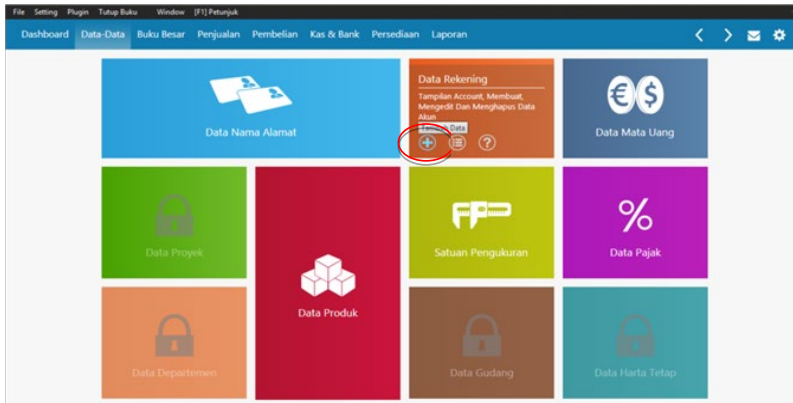 File Setting Plugin Tutup Buku Window [F1] Petunjuk
Dashboard Data-Data Buku Besar Penjualan Pembelian Kas & Bank Persediaan Laporan
Data Nama Alamat
Data Rekening
Tampilan Account, Membuat,
Mengedit Dan Menghapus Data
Akun
Tambah Data
Data Mata Uang
Data Proyek
Data Produk
Satuan Pengukuran
Data Pajak
Data Departemen
Data Gudang
Data Harta Tetap